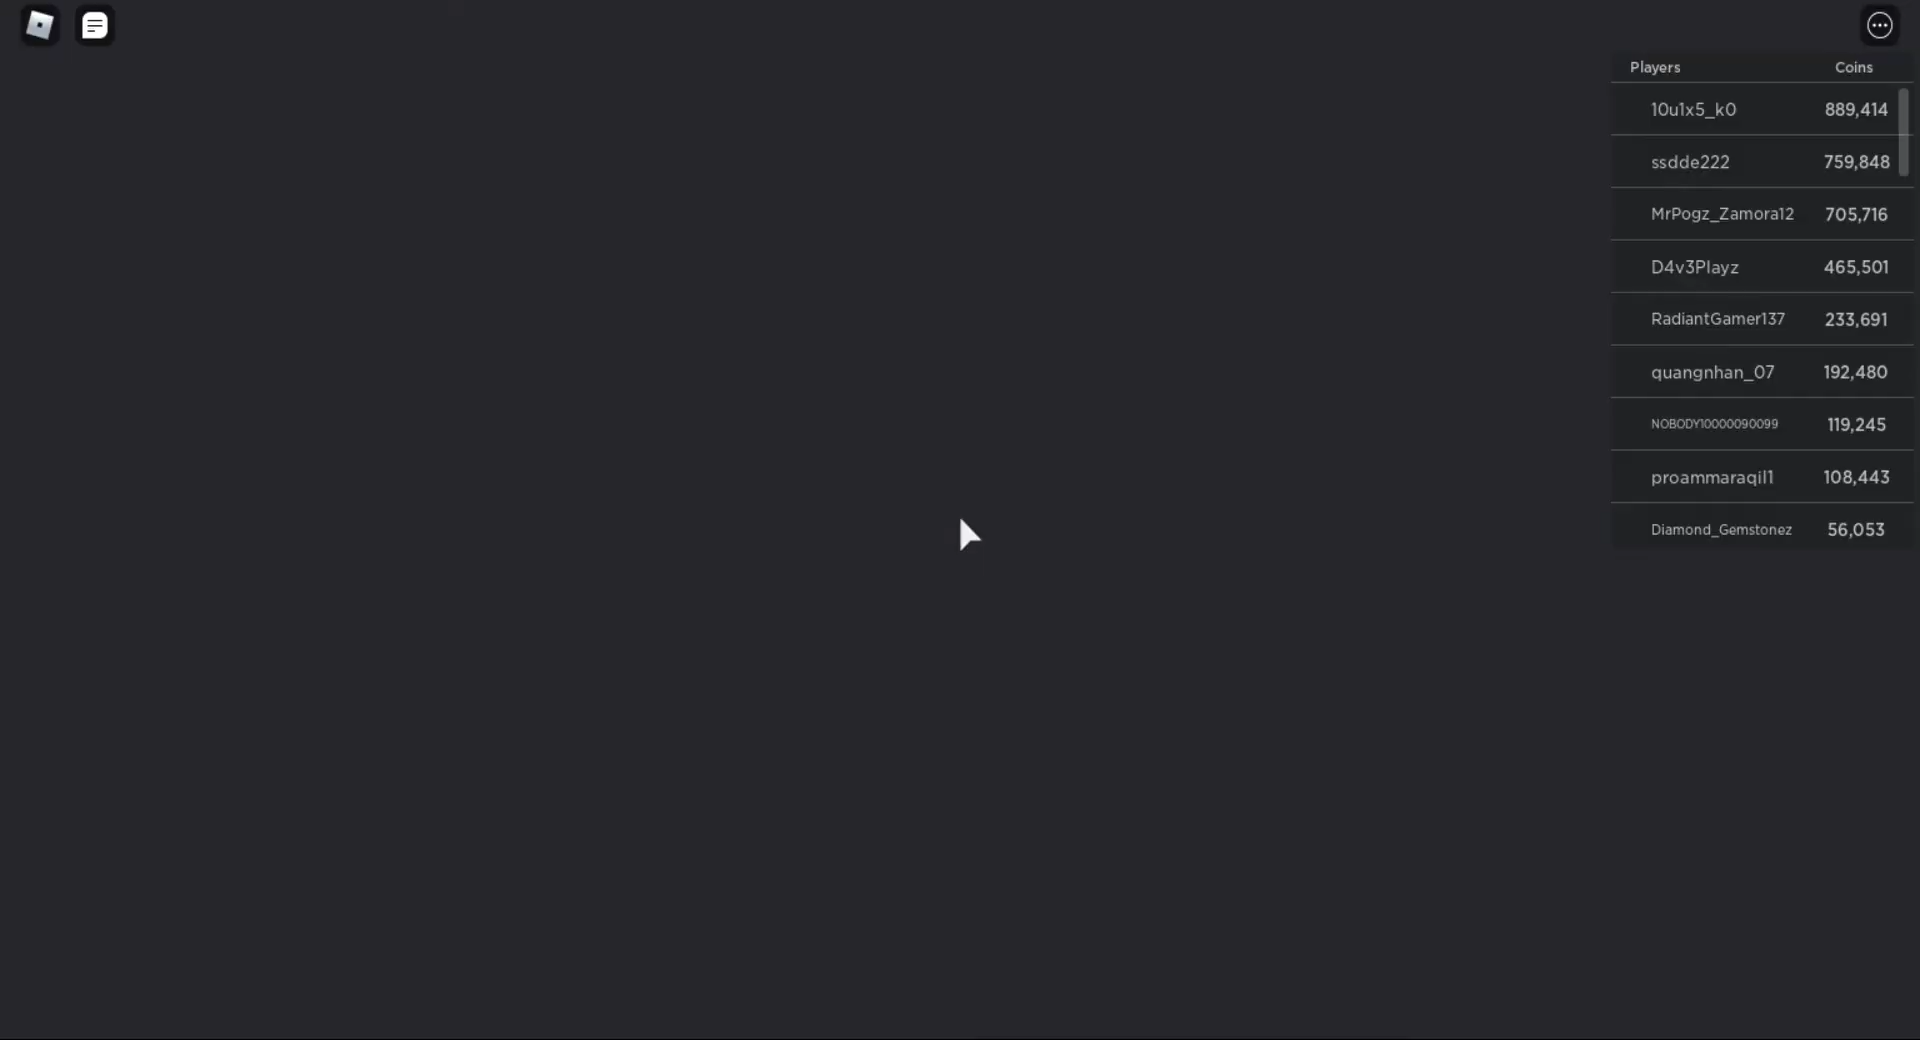 Players Coins
10u1x5_k0 889,414
ssdde222 759,848
MrPogz_Zamora12 705,716
D4v3Playz 465,501
RadiantGamer137 233,691
quangnhan_07 192,480
NOBODY10000090099 119,245
proammaraqil1 108,443
Diamond_Gemstonez 56,053